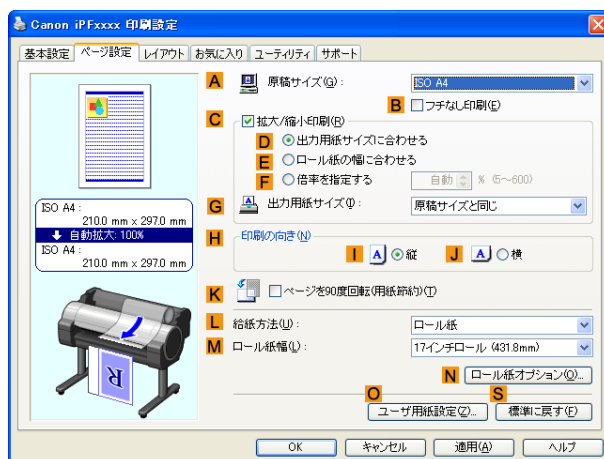 Canon iPFxxxx 印刷設定
基本設定 ページ設定 レイアウト お気に入り ユーティリティ サポート
A 原稿サイズ(G): ISO A4
B フチなし印刷(E)
C 拡大/縮小印刷(R)
D 出力用紙サイズに合わせる
E ロール紙の幅に合わせる
F 倍率を指定する 自動 % (5～600)
G 出力用紙サイズ(I): 原稿サイズと同じ
H 印刷の向き(N)
I A 縦 J A 横
K ページを90度回転(用紙節約)(T)
L 給紙方法(U): ロール紙
M ロール紙幅(L): 17インチロール (431.8mm)
N ロール紙オプション(O)...
O S
ユーザ用紙設定(Z)... 標準に戻す(F)
ISO A4 :
210.0 mm x 297.0 mm
自動拡大: 100%
ISO A4 :
210.0 mm x 297.0 mm
R
OK キャンセル 適用(A) ヘルプ